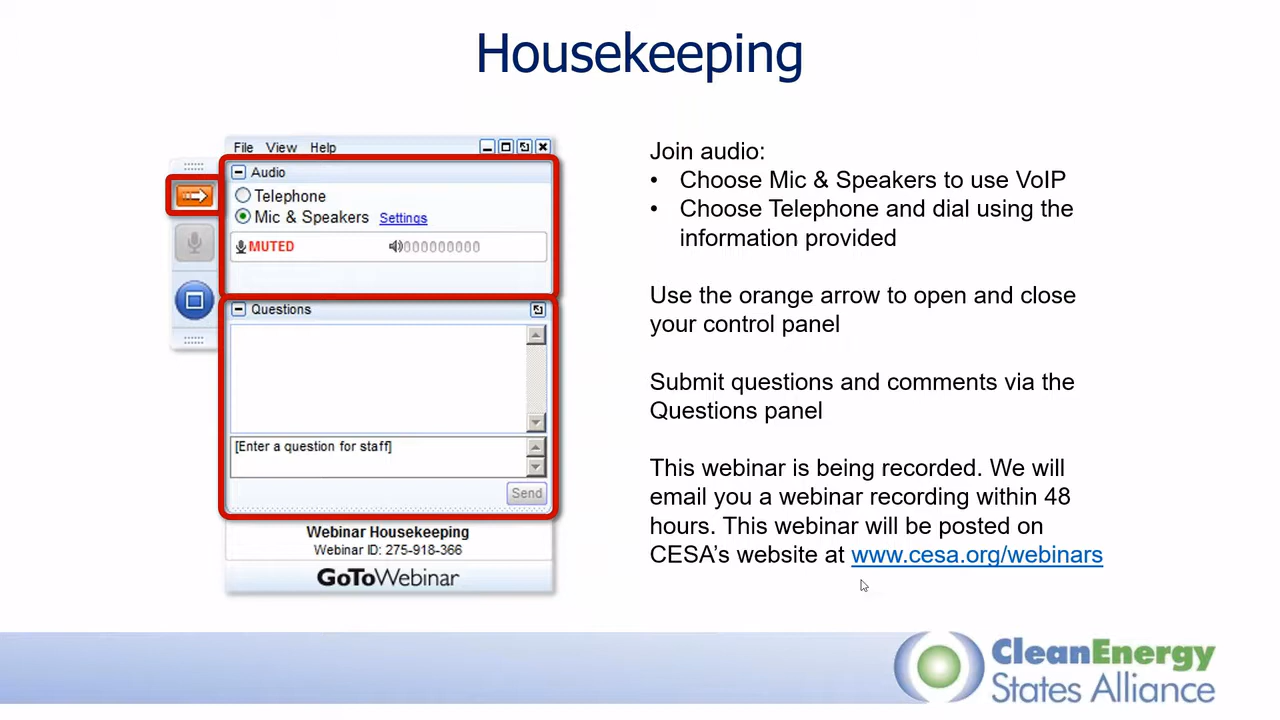 Housekeeping
File View Help
Audio
Telephone
Mic & Speakers Settings
MUTED
Questions
[Enter a question for staff]
Send
Webinar Housekeeping
Webinar ID: 275-918-366
GoToWebinar
Join audio:
• Choose Mic & Speakers to use VoIP
• Choose Telephone and dial using the
information provided
Use the orange arrow to open and close
your control panel
Submit questions and comments via the
Questions panel
This webinar is being recorded. We will
email you a webinar recording within 48
hours. This webinar will be posted on
CESA’s website at www.cesa.org/webinars
CleanEnergy
States Alliance